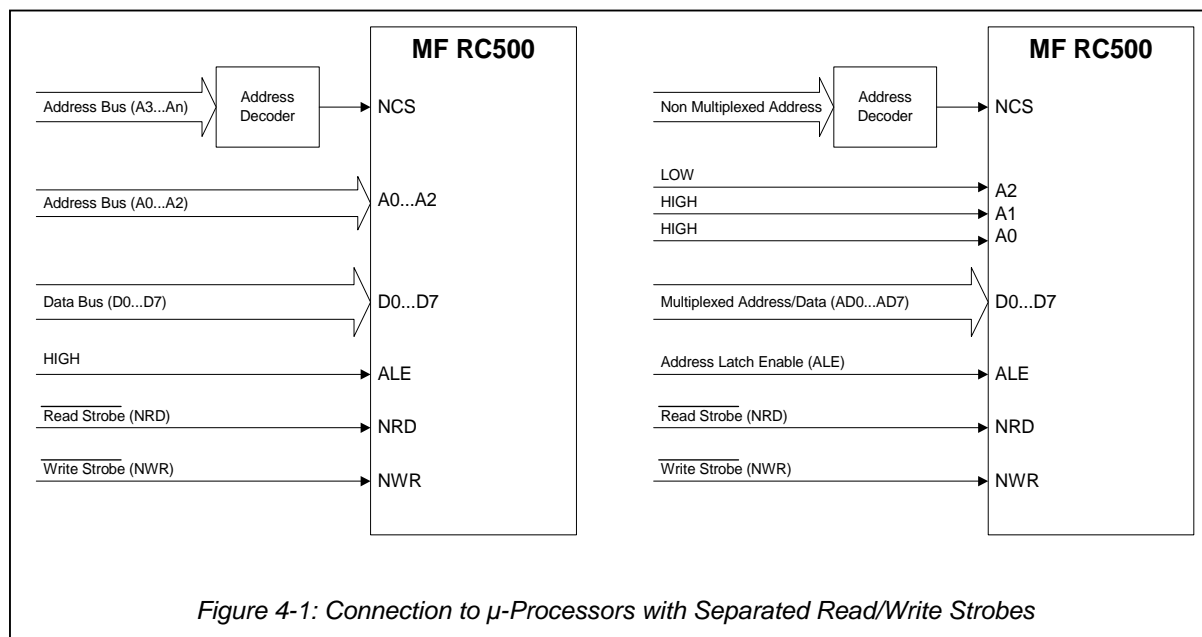 MF RC500
Address Bus (A3...An)
Address
Decoder
NCS
Address Bus (A0...A2)
A0...A2
Data Bus (D0...D7)
D0...D7
HIGH
ALE
Read Strobe (NRD)
NRD
Write Strobe (NWR)
NWR
MF RC500
Non Multiplexed Address
Address
Decoder
NCS
LOW
A2
HIGH
A1
HIGH
A0
Multiplexed Address/Data (AD0...AD7)
D0...D7
Address Latch Enable (ALE)
ALE
Read Strobe (NRD)
NRD
Write Strobe (NWR)
NWR
Figure 4-1: Connection to µ-Processors with Separated Read/Write Strobes